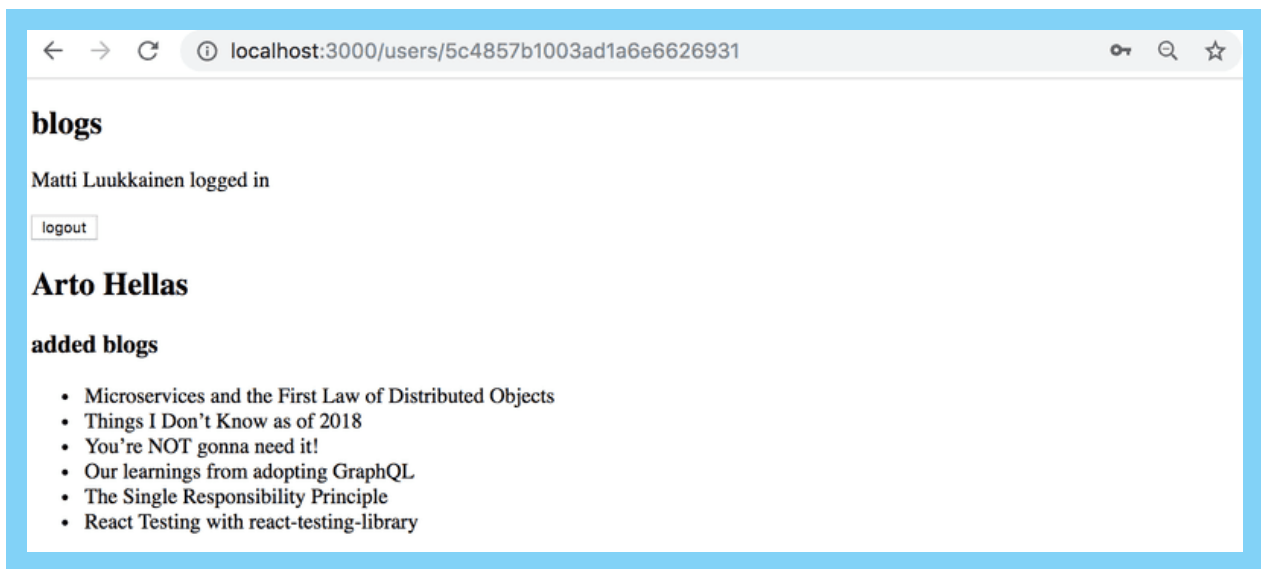 localhost:3000/users/5c4857b1003ad1a6e6626931
blogs
Matti Luukkainen logged in
logout
Arto Hellas
added blogs
Microservices and the First Law of Distributed Objects
Things I Don’t Know as of 2018
You’re NOT gonna need it!
Our learnings from adopting GraphQL
The Single Responsibility Principle
React Testing with react-testing-library